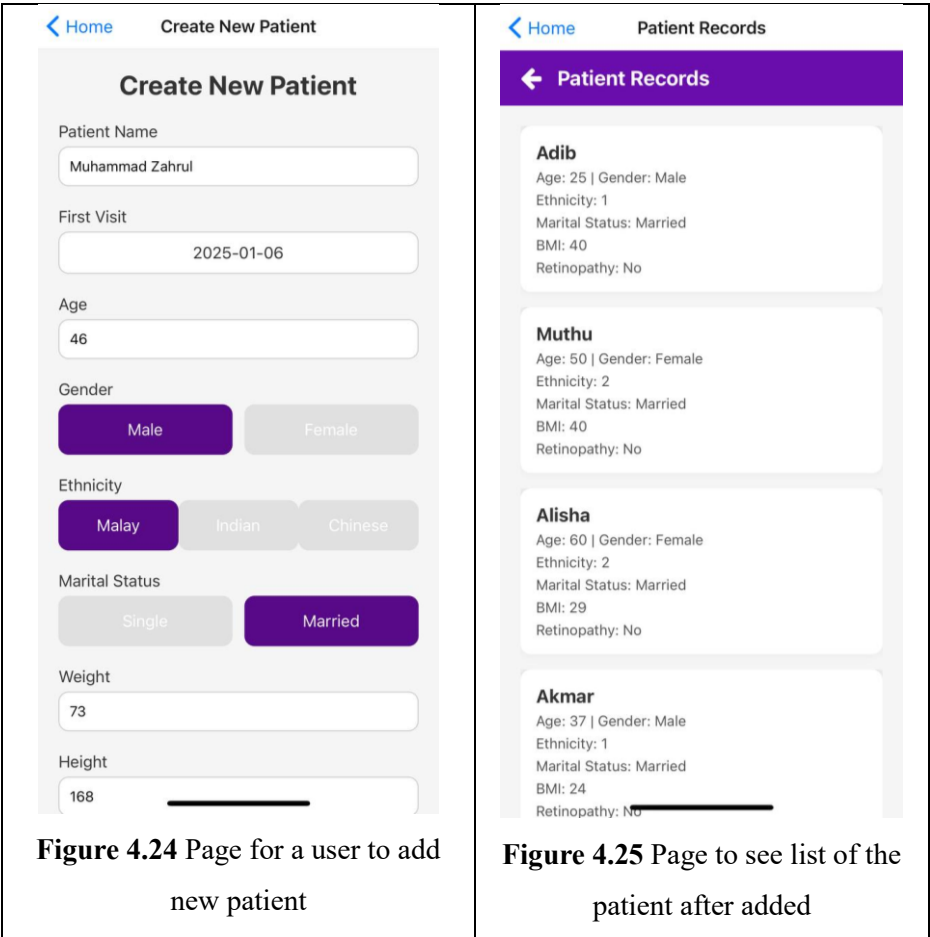 Home
Create New Patient
Create New Patient
Patient Name
Muhammad Zahrul
First Visit
2025-01-06
Age
46
Gender
Male
Female
Ethnicity
Malay
Indian
Chinese
Marital Status
Single
Married
Weight
73
Height
168
Figure 4.24 Page for a user to add
new patient
Home
Patient Records
Patient Records
Adib
Age: 25 | Gender: Male
Ethnicity: 1
Marital Status: Married
BMI: 40
Retinopathy: No
Muthu
Age: 50 | Gender: Female
Ethnicity: 2
Marital Status: Married
BMI: 40
Retinopathy: No
Alisha
Age: 60 | Gender: Female
Ethnicity: 2
Marital Status: Married
BMI: 29
Retinopathy: No
Akmar
Age: 37 | Gender: Male
Ethnicity: 1
Marital Status: Married
BMI: 24
Retinopathy: No
Figure 4.25 Page to see list of the
patient after added